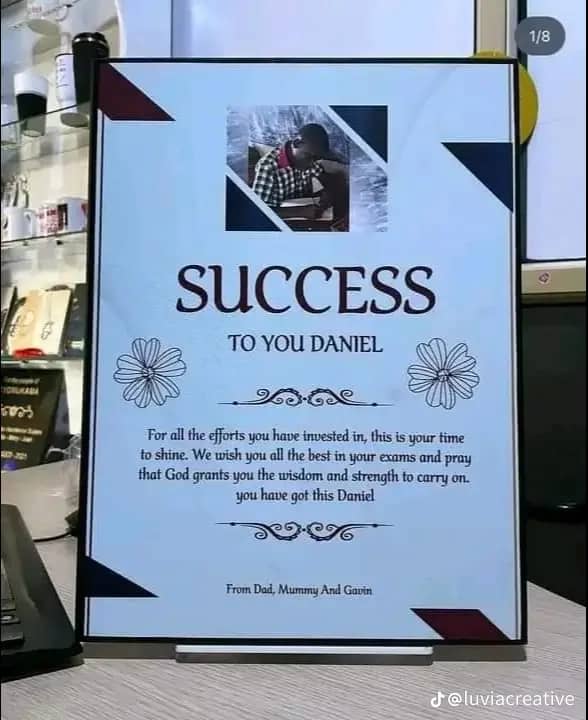 1/8
SUCCESS
TO YOU DANIEL
For all the efforts you have invested in, this is your time
to shine. We wish you all the best in your exams and pray
that God grants you the wisdom and strength to carry on.
you have got this Daniel
From Dad, Mummy And Gavin
@luviacreative